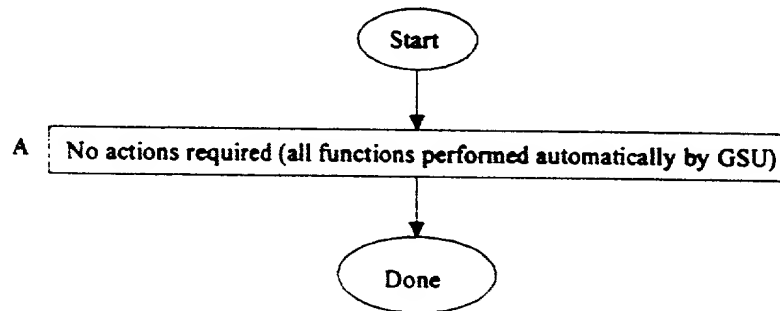 Start
A No actions required (all functions performed automatically by GSU)
Done